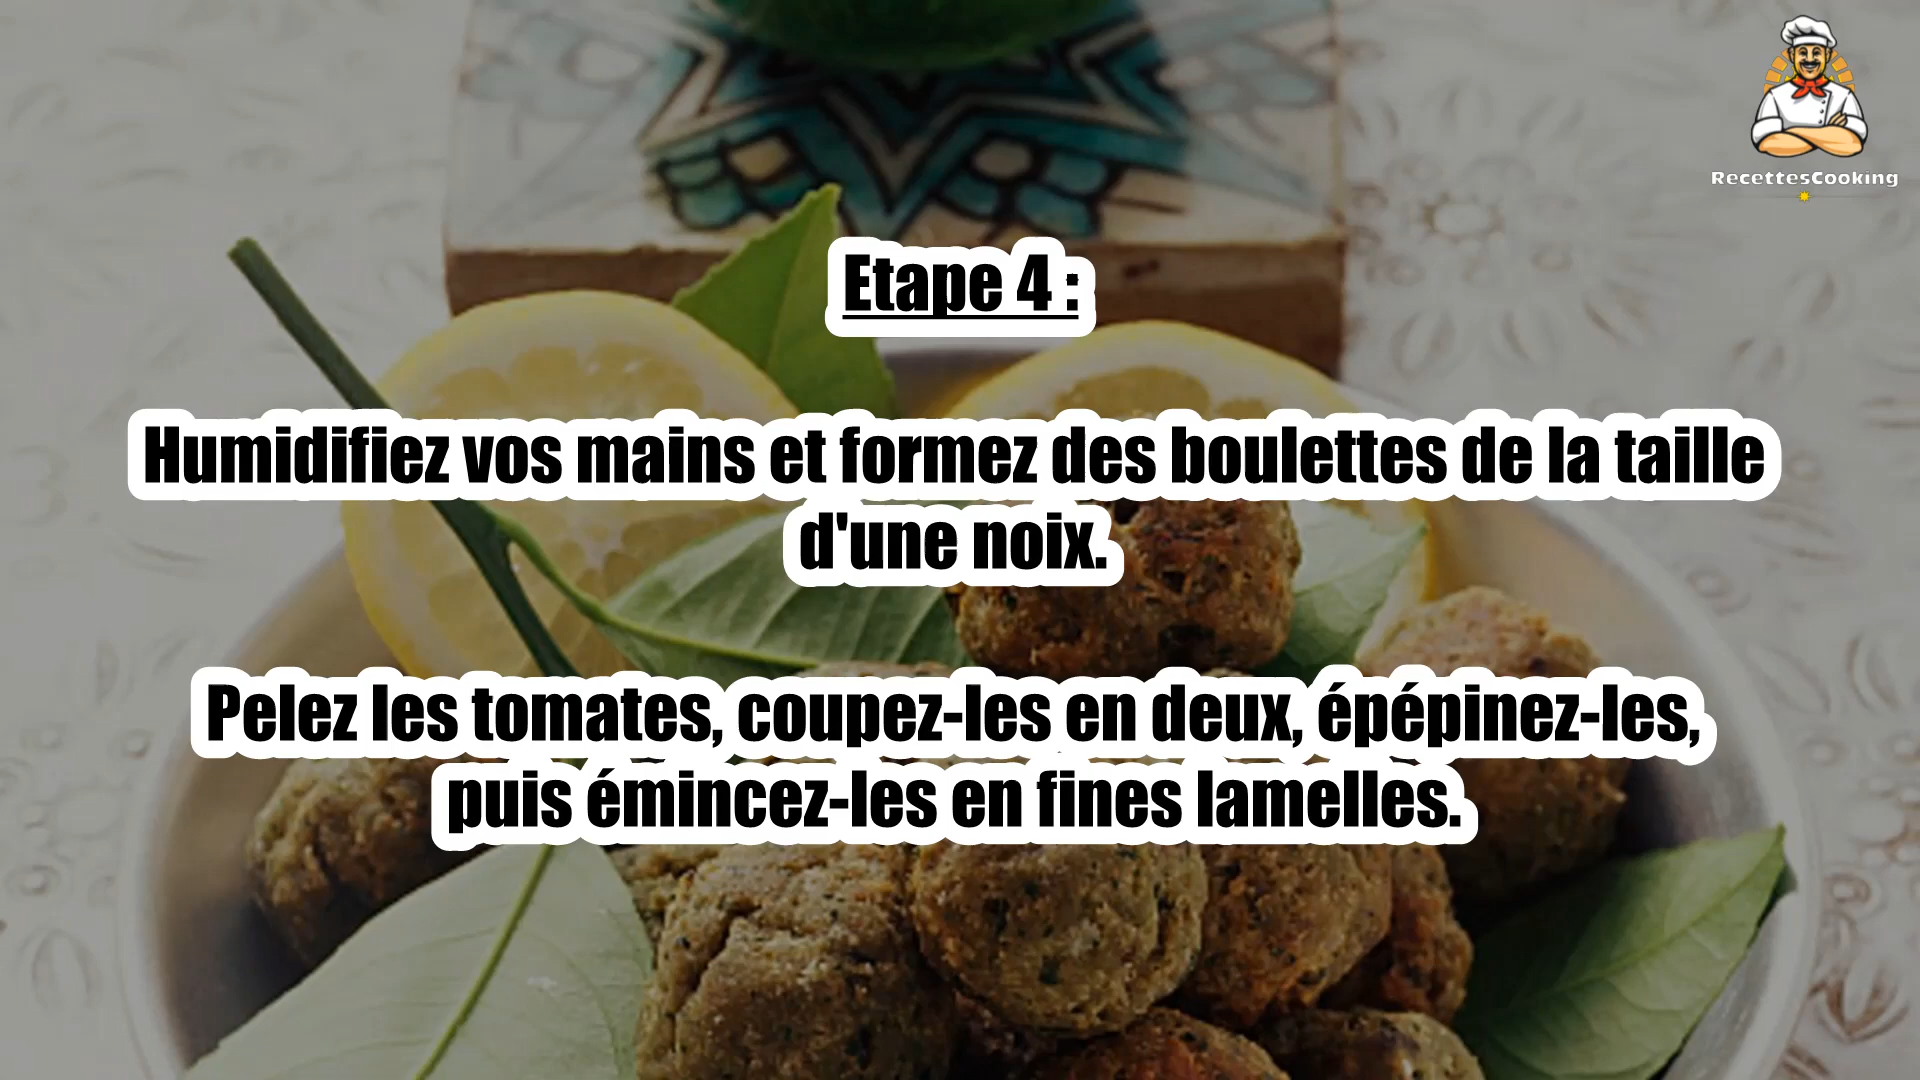 RecettesCooking
Etape 4 :
Humidifiez vos mains et formez des boulettes de la taille
d'une noix.
Pelez les tomates, coupez-les en deux, épépinez-les,
puis émincez-les en fines lamelles.